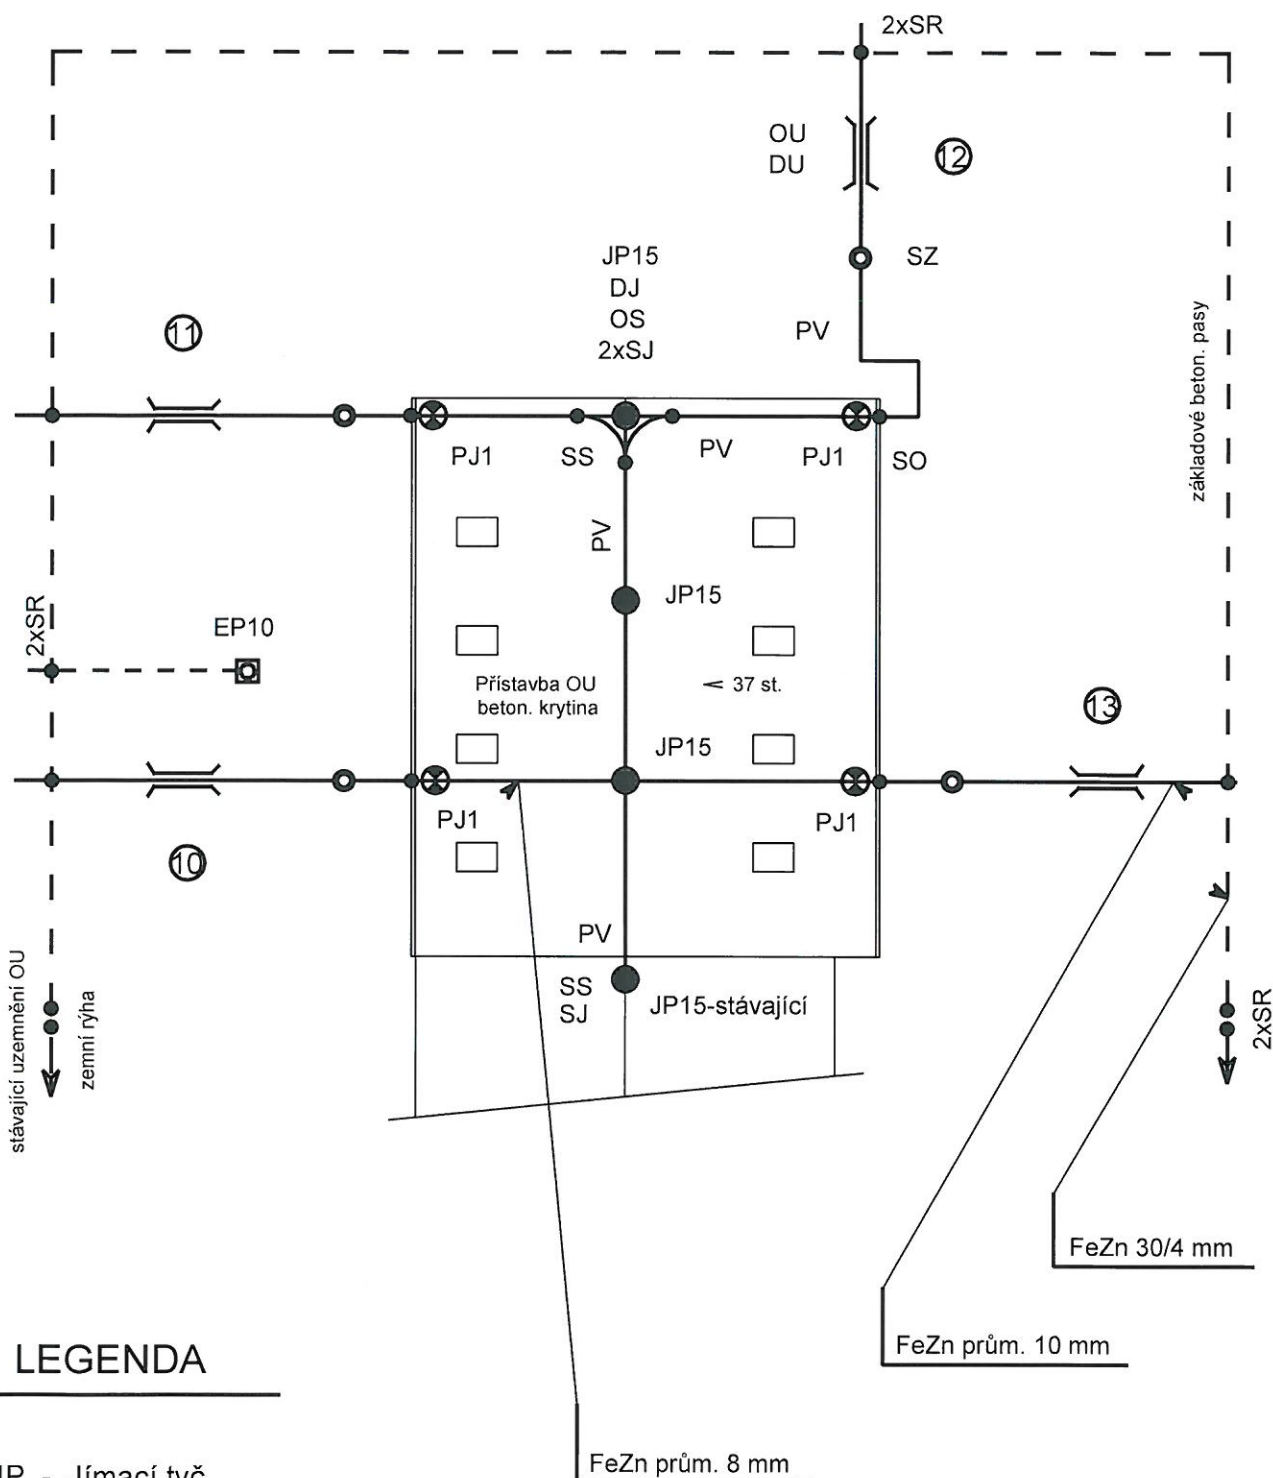 2xSR
OU
DU
12
SZ
JP15
DJ
OS
2xSJ
PV
11
základové beton. pasy
PJ1
SS
PV
PJ1
SO
PV
JP15
2xSR
EP10
Přístavba OU
beton. krytina
37 st.
13
JP15
PJ1
PJ1
10
PV
SS
SJ
JP15-stávající
stávající uzemnění OU
zemní rýha
2xSR
FeZn 30/4 mm
FeZn prům. 10 mm
LEGENDA
FeZn prům. 8 mm
JP - Jímací tyč